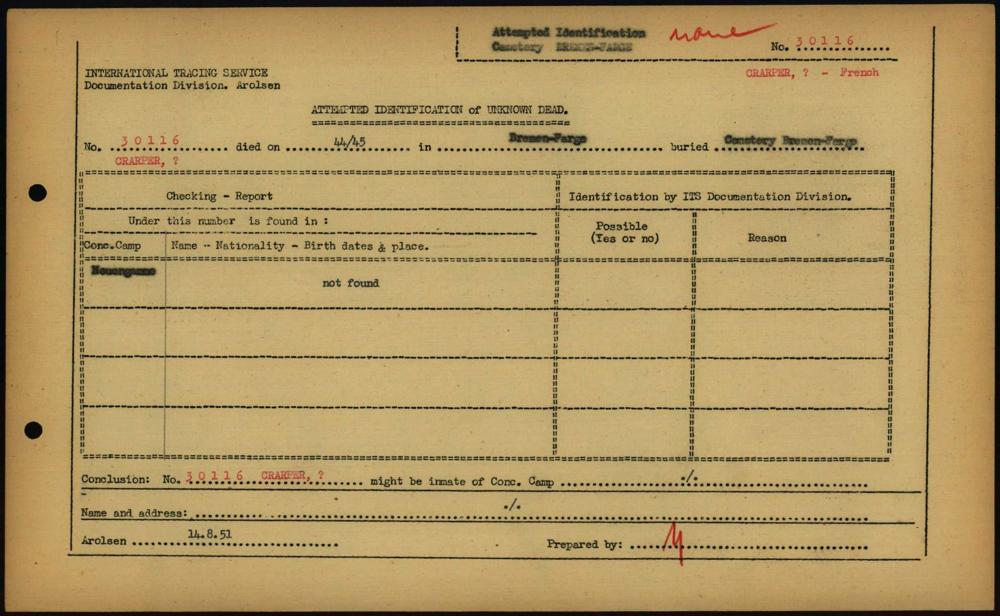 Attempted Identification none
Cemetery BREMEN-FARGE No. 30116
INTERNATIONAL TRACING SERVICE CRARPER, ? - French
Documentation Division. Arolsen
ATTEMPTED IDENTIFICATION of UNKNOWN DEAD.
No. 30116 died on 44/45 in Bremen-Farge buried Cemetery Bremen-Farge
CRARPER, ?
Checking - Report Identification by ITS Documentation Division.
Under this number is found in : Possible
(Yes or no) Reason
Conc.Camp Name - Nationality - Birth dates & place.
Neuengamme
not found
Conclusion: No. 30116 CRARPER, ? might be inmate of Conc. Camp ./.
Name and address: ./.
Arolsen 14.8.51
Prepared by: